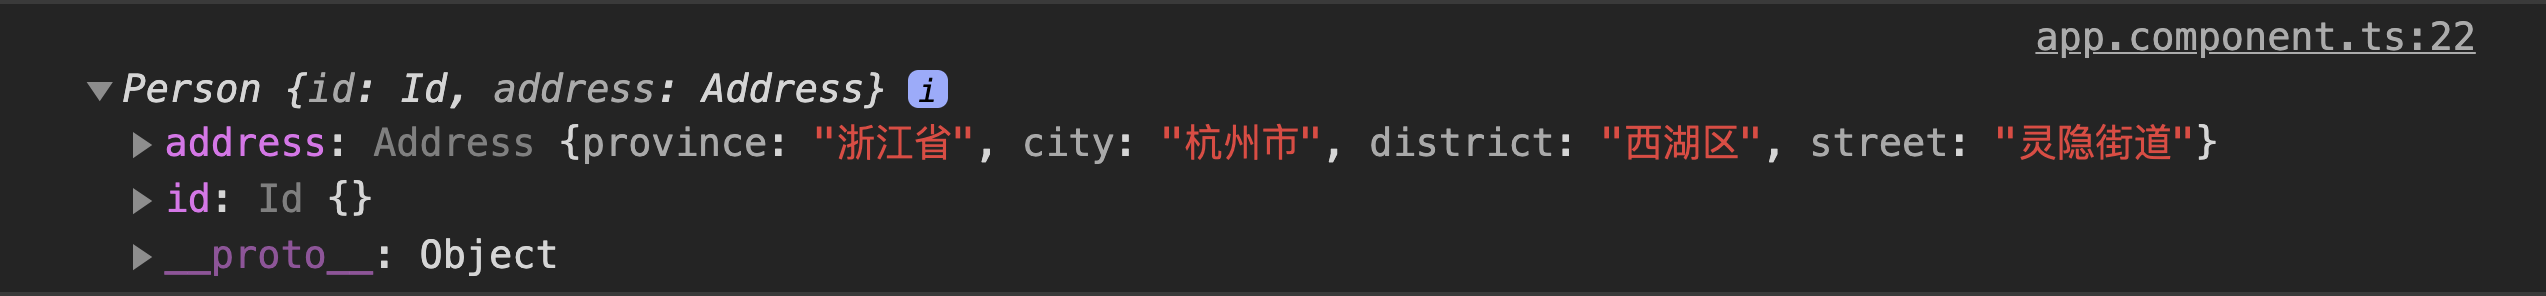 app.component.ts:22
▼Person {id: Id, address: Address} i
▶address: Address {province: "浙江省", city: "杭州市", district: "西湖区", street: "灵隐街道"}
▶id: Id {}
▶__proto__: Object